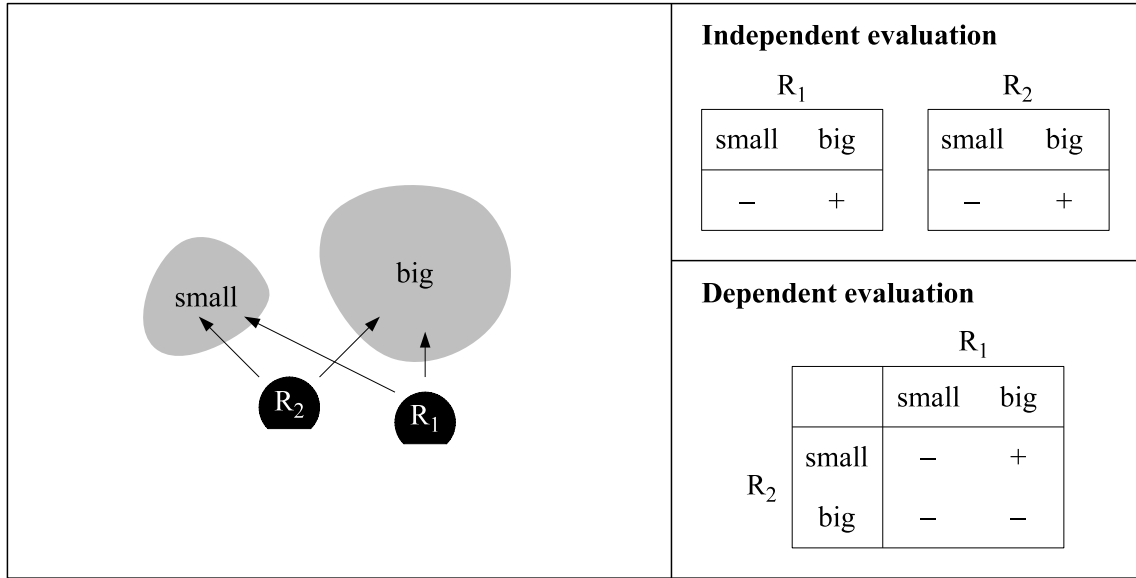 small
big
R₂
R₁
Independent evaluation
R₁ R₂
small big small big
– + – +
Dependent evaluation
R₁
small big
small – +
R₂
big – –